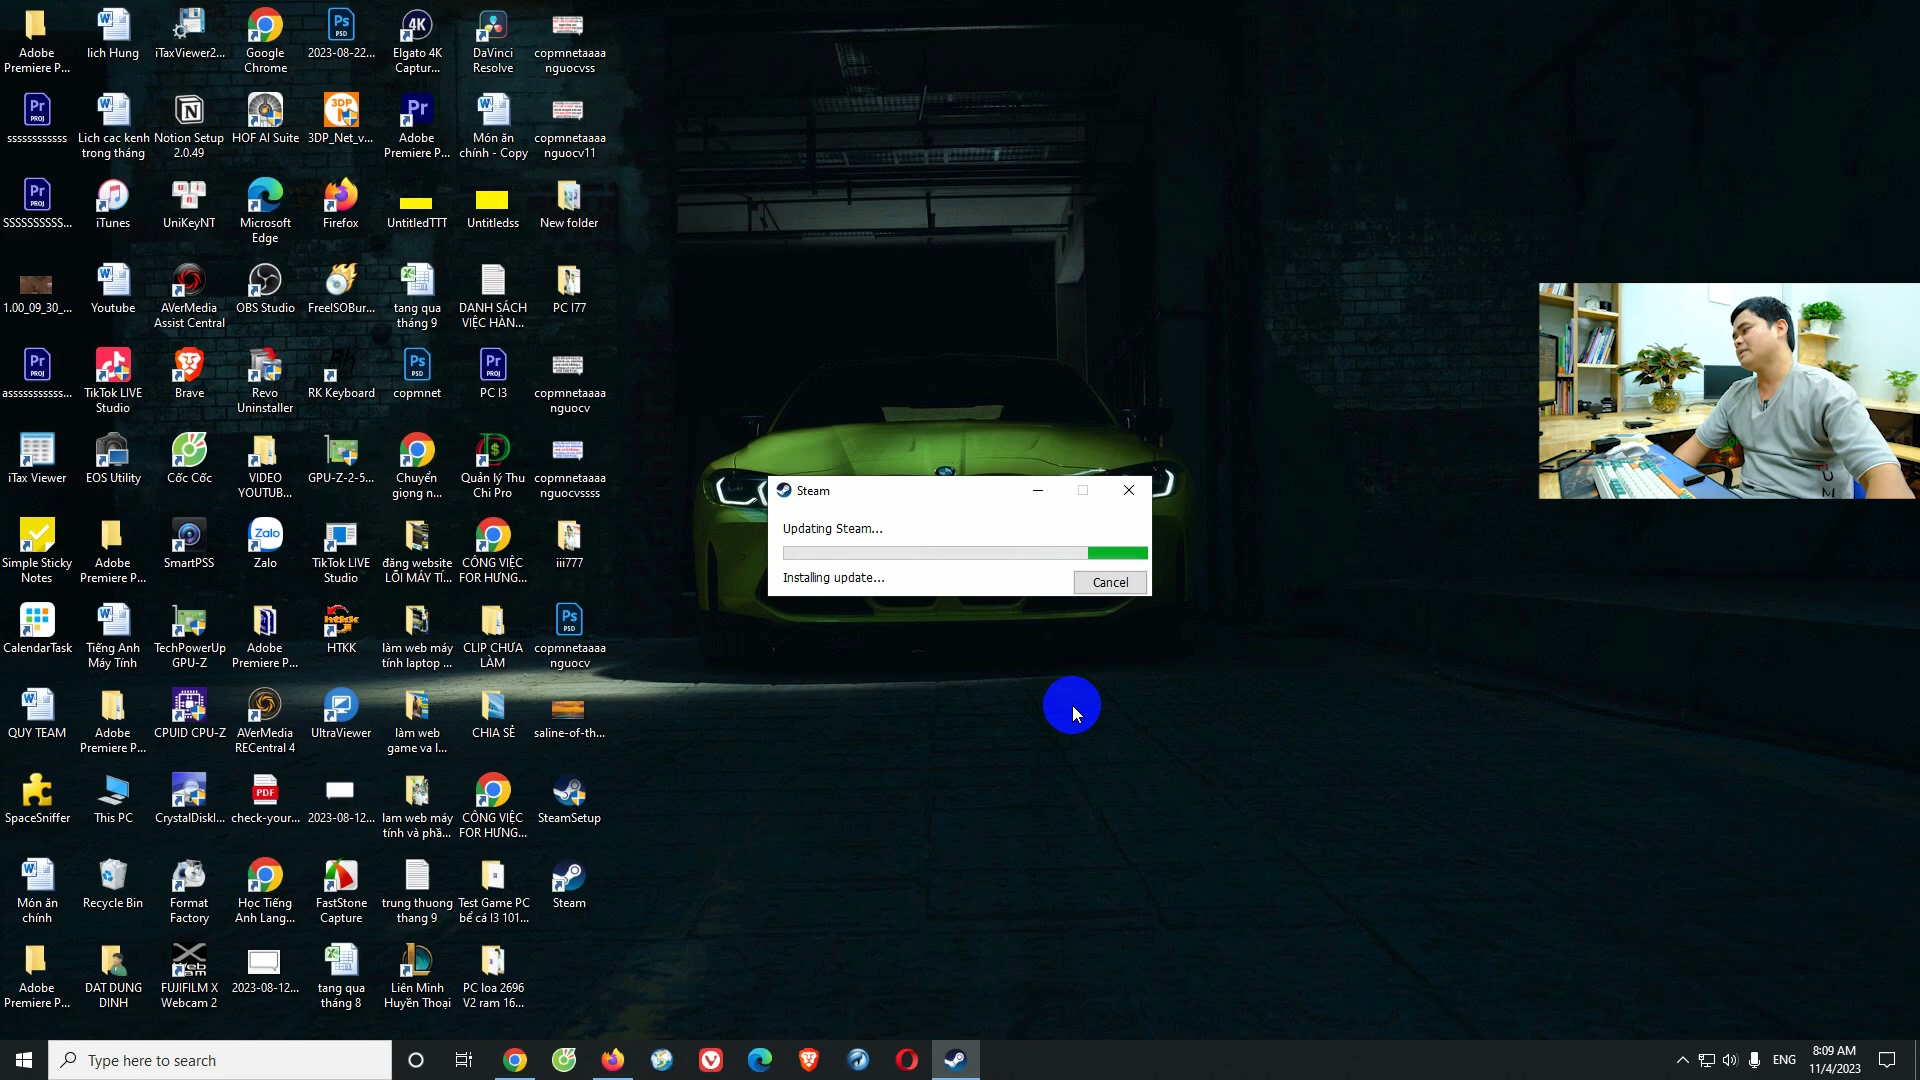 Adobe
Premiere P...
lich Hung
iTaxViewer2...
Google
Chrome
2023-08-22...
Elgato 4K
Captur...
DaVinci
Resolve
copmnetaaaa
nguocvss
ssssssssssss
Lich cac kenh
trong tháng
Notion Setup
2.0.49
HOF AI Suite
3DP_Net_v...
Adobe
Premiere P...
Món ăn
chính - Copy
copmnetaaaa
nguocv11
SSSSSSSSSS...
iTunes
UniKeyNT
Microsoft
Edge
Firefox
UntitledTTT
Untitledss
New folder
1.00_09_30_...
Youtube
AVerMedia
Assist Central
OBS Studio
FreeISOBur...
tang qua
tháng 9
DANH SÁCH
VIỆC HÀN...
PC I77
asssssssssss...
TikTok LIVE
Studio
Brave
Revo
Uninstaller
RK Keyboard
copmnet
PC I3
copmnetaaaa
nguocv
iTax Viewer
EOS Utility
Cốc Cốc
VIDEO
YOUTUB...
GPU-Z-2-5...
Chuyển
giọng n...
Quản lý Thu
Chi Pro
copmnetaaaa
nguocvssss
Steam
Updating Steam...
Installing update...
Cancel
Simple Sticky
Notes
Adobe
Premiere P...
SmartPSS
Zalo
TikTok LIVE
Studio
đăng website
LỖI MÁY TÍ...
CÔNG VIỆC
FOR HƯNG...
iii777
CalendarTask
Tiếng Anh
Máy Tính
TechPowerUp
GPU-Z
Adobe
Premiere P...
HTKK
làm web máy
tính laptop ...
CLIP CHƯA
LÀM
copmnetaaaa
nguocv
QUY TEAM
Adobe
Premiere P...
CPUID CPU-Z
AVerMedia
RECentral 4
UltraViewer
làm web
game va l...
CHIA SẺ
saline-of-th...
SpaceSniffer
This PC
CrystalDiskI...
check-your...
2023-08-12...
lam web máy
tính và phầ...
CÔNG VIỆC
FOR HƯNG...
SteamSetup
Món ăn
chính
Recycle Bin
Format
Factory
Học Tiếng
Anh Lang...
FastStone
Capture
trung thuong
thang 9
Test Game PC
bể cá I3 101...
Steam
Adobe
Premiere P...
DAT DUNG
DINH
FUJIFILM X
Webcam 2
2023-08-12...
tang qua
tháng 8
Liên Minh
Huyền Thoại
PC loa 2696
V2 ram 16...
Type here to search
ENG
8:09 AM
11/4/2023